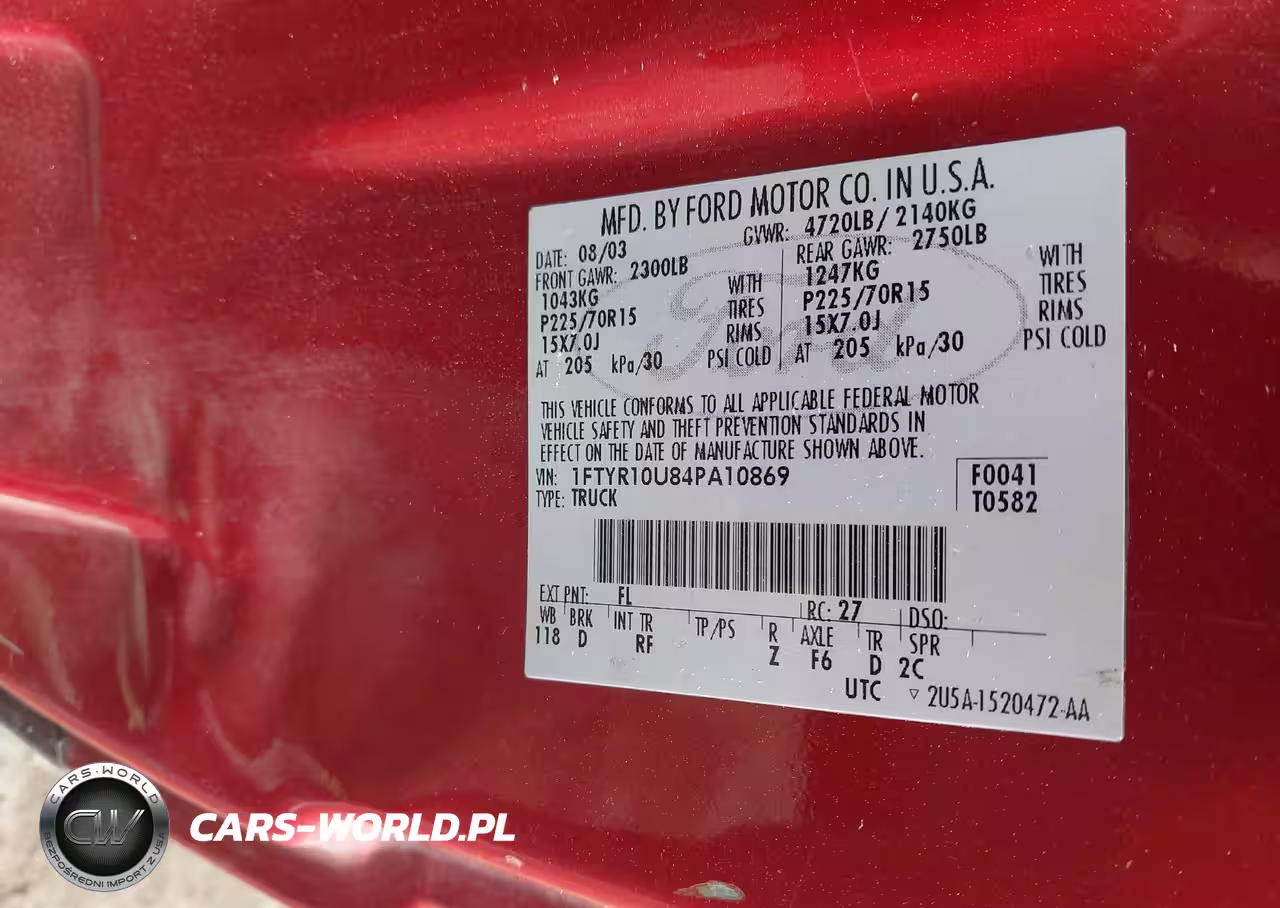 MFD. BY FORD MOTOR CO. IN U.S.A.
DATE: 08/03 GVWR: 4720LB/ 2140KG
FRONT GAWR: 2300LB REAR GAWR: 2750LB
1043KG WITH 1247KG WITH
P225/70R15 TIRES P225/70R15 TIRES
15X7.0J RIMS 15X7.0J RIMS
AT 205 kPa/30 PSI COLD AT 205 kPa/30 PSI COLD
Ford
THIS VEHICLE CONFORMS TO ALL APPLICABLE FEDERAL MOTOR
VEHICLE SAFETY AND THEFT PREVENTION STANDARDS IN
EFFECT ON THE DATE OF MANUFACTURE SHOWN ABOVE.
VIN: 1FTYR10U84PA10869 F0041
TYPE: TRUCK T0582
EXT PNT: FL RC: 27 DSO:
WB BRK INT TR TP/PS R AXLE TR SPR
118 D RF Z F6 D 2C
UTC ▽ 2U5A-1520472-AA
CARS-WORLD
CW
BEZPOŚREDNI IMPORT Z USA
CARS-WORLD.PL